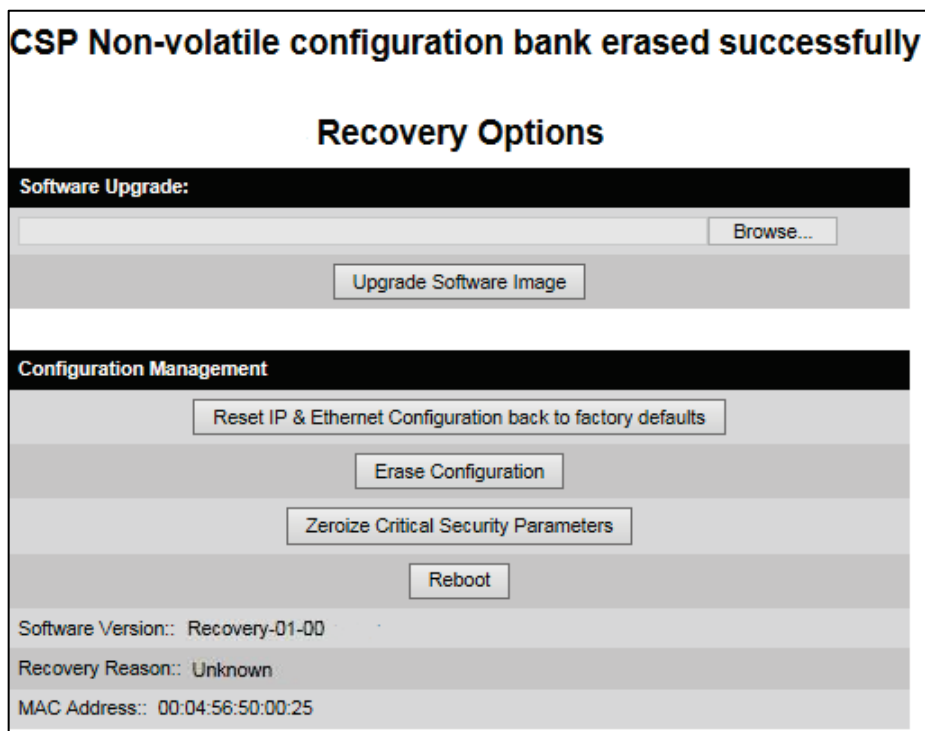 CSP Non-volatile configuration bank erased successfully
Recovery Options
Software Upgrade:
Browse...
Upgrade Software Image
Configuration Management
Reset IP & Ethernet Configuration back to factory defaults
Erase Configuration
Zeroize Critical Security Parameters
Reboot
Software Version:: Recovery-01-00
Recovery Reason:: Unknown
MAC Address:: 00:04:56:50:00:25